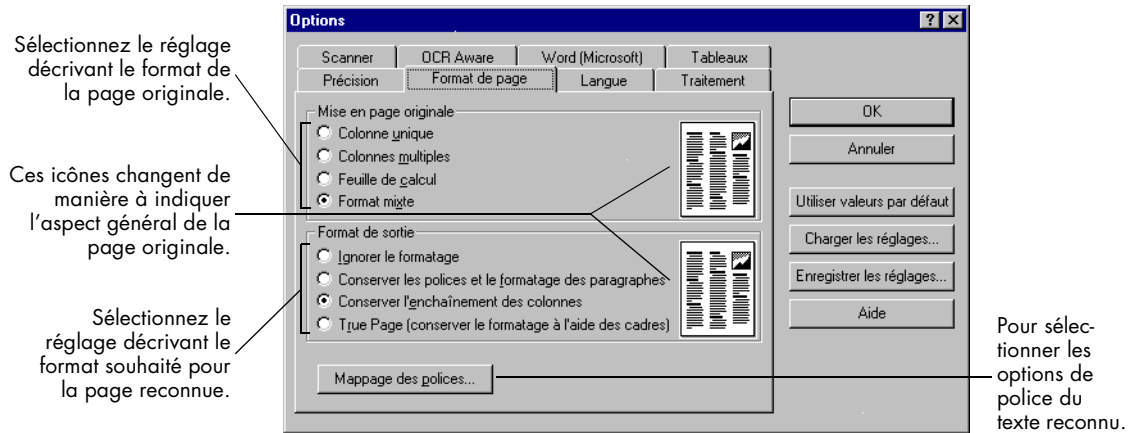 Sélectionnez le réglage
décrivant le format de
la page originale.
Ces icônes changent de
manière à indiquer
l'aspect général de la
page originale.
Sélectionnez le
réglage décrivant le
format souhaité pour
la page reconnue.
Options
Scanner OCR Aware Word (Microsoft) Tableaux
Précision Format de page Langue Traitement
Mise en page originale
Colonne unique
Colonnes multiples
Feuille de calcul
Format mixte
Format de sortie
Ignorer le formatage
Conserver les polices et le formatage des paragraphes
Conserver l'enchaînement des colonnes
True Page (conserver le formatage à l'aide des cadres)
Mappage des polices...
OK
Annuler
Utiliser valeurs par défaut
Charger les réglages...
Enregistrer les réglages...
Aide
Pour sélec-
tionner les
options de
police du
texte reconnu.